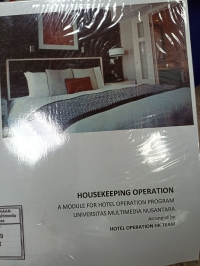 HOUSEKEEPING OPERATION
A MODULE FOR HOTEL OPERATION PROGRAM
UNIVERSITAS MULTIMEDIA NUSANTARA
Arranged by
HOTEL OPERATION HK TEAM